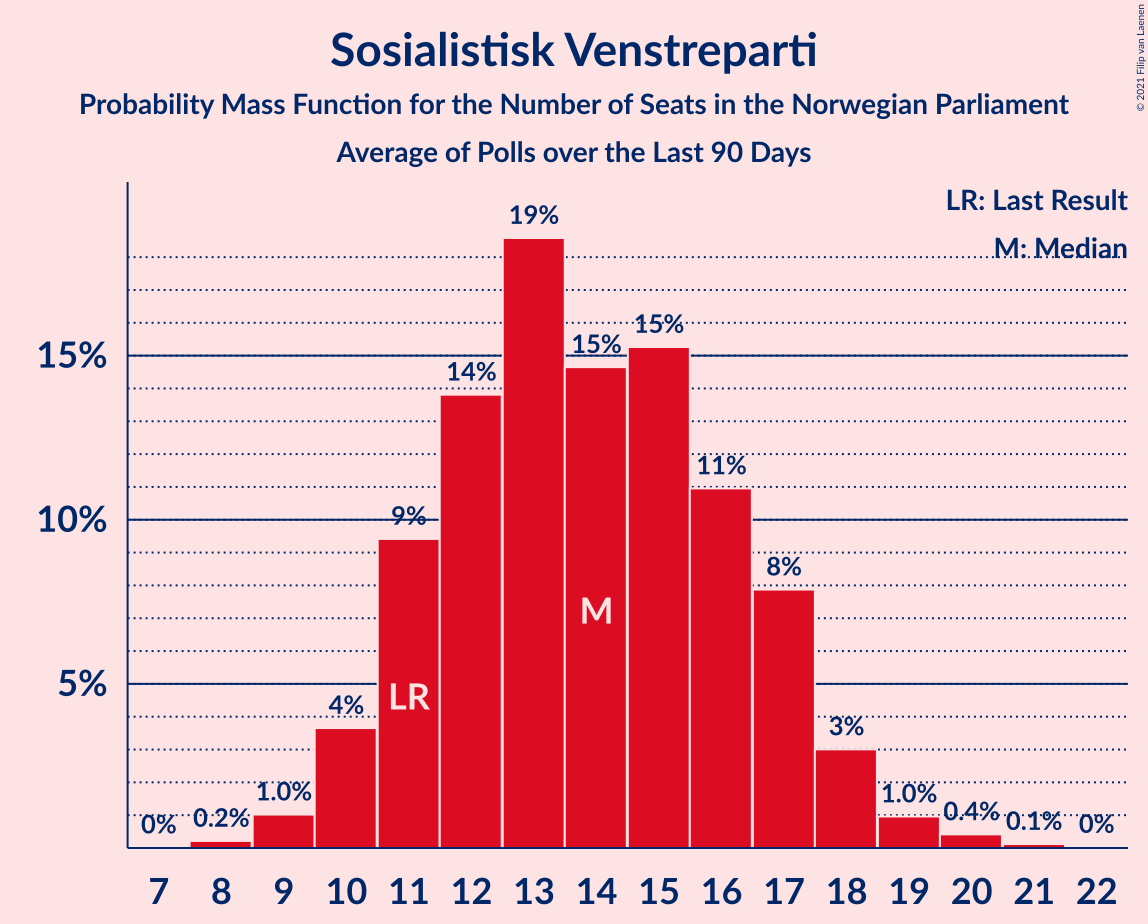 Sosialistisk Venstreparti
Probability Mass Function for the Number of Seats in the Norwegian Parliament
Average of Polls over the Last 90 Days
© 2021 Filip van Laenen
LR: Last Result
M: Median
15%
10%
5%
0%
0.2%
1.0%
4%
9%
14%
19%
15%
15%
11%
8%
3%
1.0%
0.4%
0.1%
0%
LR
M
7 8 9 10 11 12 13 14 15 16 17 18 19 20 21 22